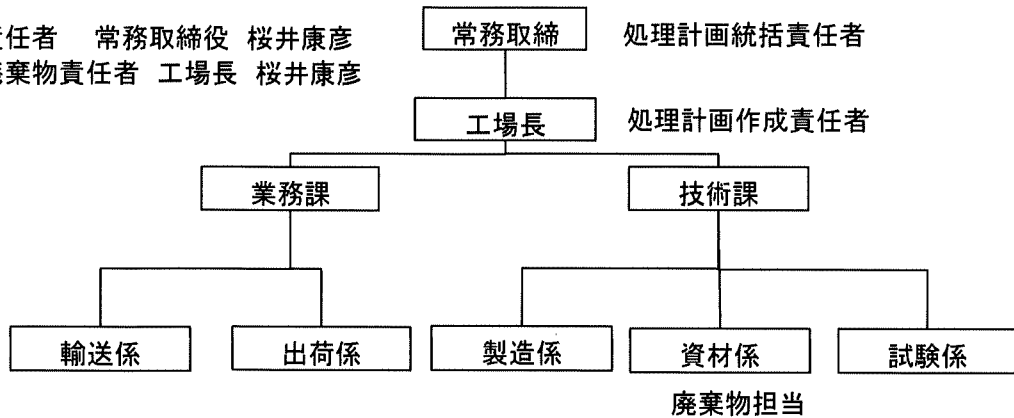 任者 常務取締役 桜井康彦
棄物責任者 工場長 桜井康彦
常務取締
処理計画統括責任者
工場長
処理計画作成責任者
業務課
技術課
輸送係
出荷係
製造係
資材係
試験係
廃棄物担当